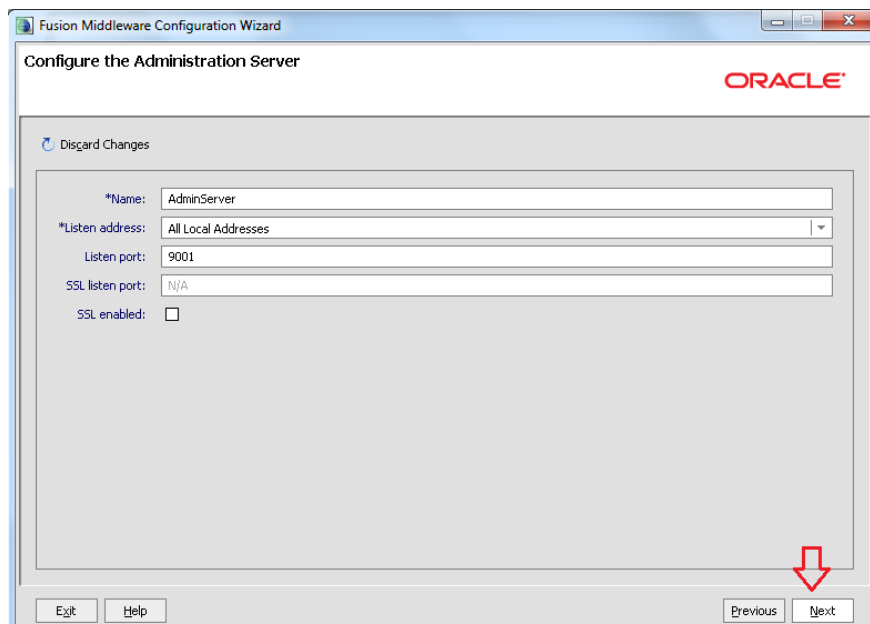 Fusion Middleware Configuration Wizard
Configure the Administration Server
ORACLE
Discard Changes
*Name: AdminServer
*Listen address: All Local Addresses
Listen port: 9001
SSL listen port: N/A
SSL enabled:
Exit Help Previous Next